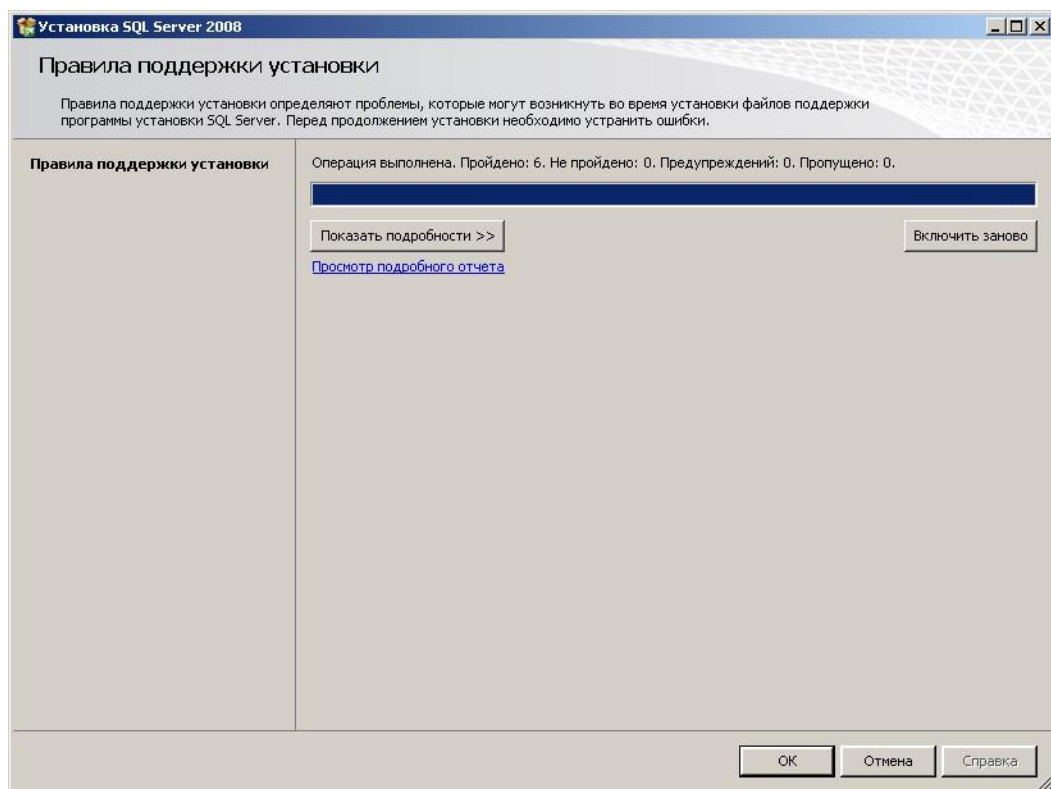 Установка SQL Server 2008
Правила поддержки установки
Правила поддержки установки определяют проблемы, которые могут возникнуть во время установки файлов поддержки
программы установки SQL Server. Перед продолжением установки необходимо устранить ошибки.
Правила поддержки установки
Операция выполнена. Пройдено: 6. Не пройдено: 0. Предупреждений: 0. Пропущено: 0.
Показать подробности >>
Включить заново
Просмотр подробного отчета
ОК
Отмена
Справка